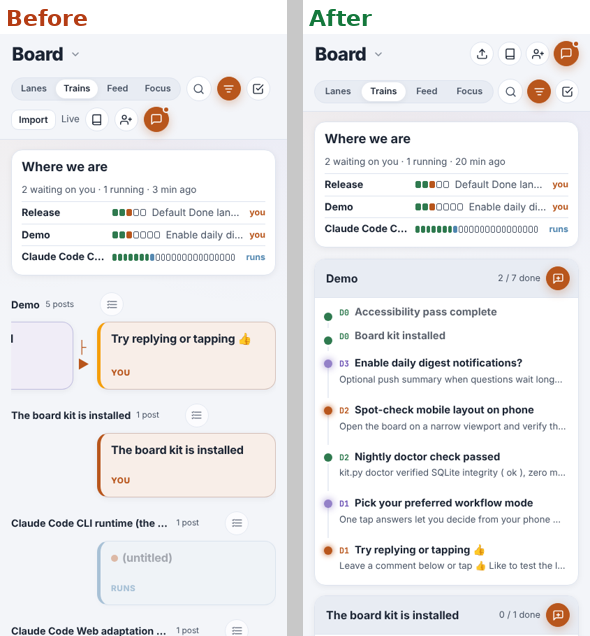 Before
Board
Lanes Trains Feed Focus
Import Live
Where we are
2 waiting on you · 1 running · 3 min ago
Release Default Done lan... you
Demo Enable daily di... you
Claude Code C... runs
Demo 5 posts
Try replying or tapping 👍
YOU
The board kit is installed 1 post
The board kit is installed
YOU
Claude Code CLI runtime (the ... 1 post
(untitled)
RUNS
Claude Code Web adaptation ... 1 post
After
Board
Lanes Trains Feed Focus
Where we are
2 waiting on you · 1 running · 20 min ago
Release Default Done lan... you
Demo Enable daily di... you
Claude Code C... runs
Demo 2 / 7 done
D0 Accessibility pass complete
D0 Board kit installed
D3 Enable daily digest notifications?
Optional push summary when questions wait long...
D2 Spot-check mobile layout on phone
Open the board on a narrow viewport and verify th...
D2 Nightly doctor check passed
kit.py doctor verified SQLite integrity ( ok ), zero m...
D1 Pick your preferred workflow mode
One tap answers let you decide from your phone ...
D1 Try replying or tapping 👍
Leave a comment below or tap 👍 Like to test the l...
The board kit is installed 0 / 1 done